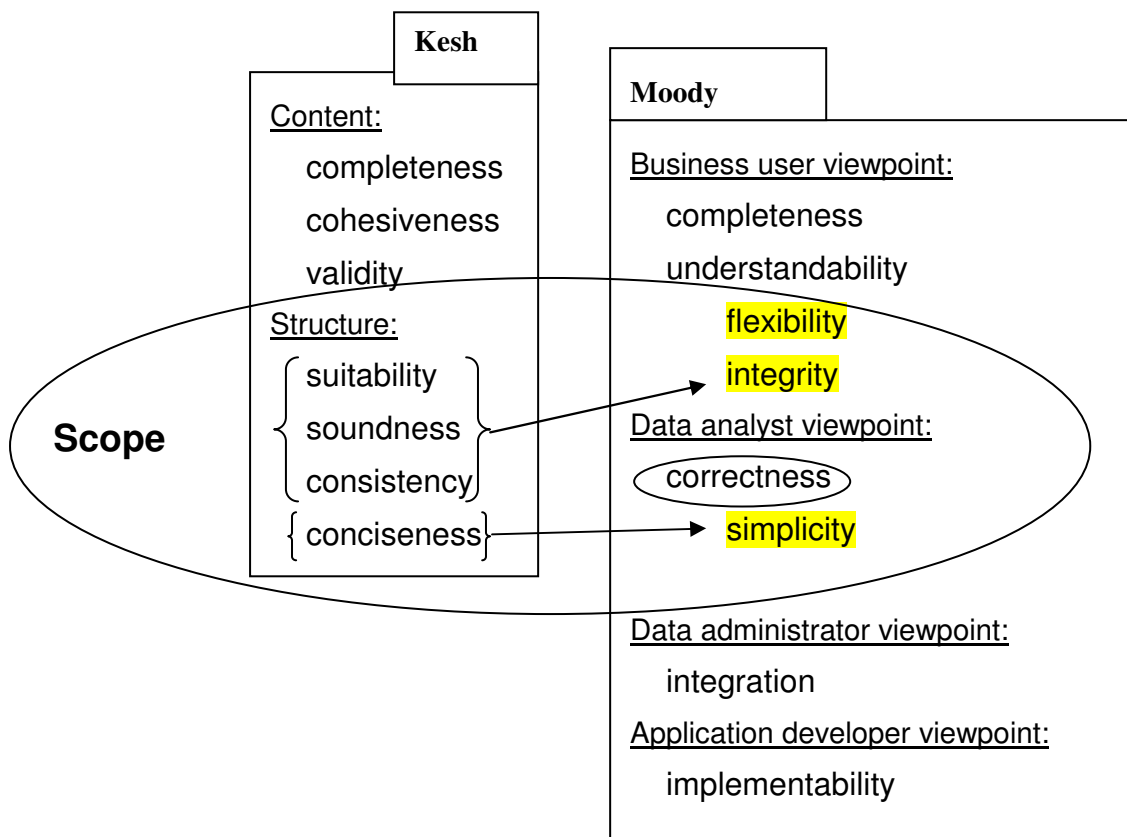 Kesh
Content:
completeness
cohesiveness
validity
Structure:
suitability
soundness
consistency
conciseness
Scope
Moody
Business user viewpoint:
completeness
understandability
flexibility
integrity
Data analyst viewpoint:
correctness
simplicity
Data administrator viewpoint:
integration
Application developer viewpoint:
implementability